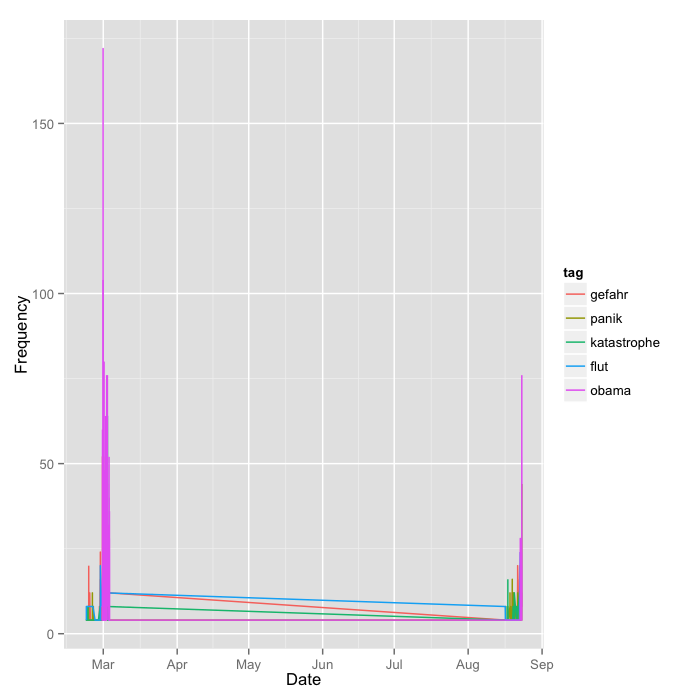 150
100
50
0
Frequency
Mar Apr May Jun Jul Aug Sep
Date
tag
gefahr
panik
katastrophe
flut
obama